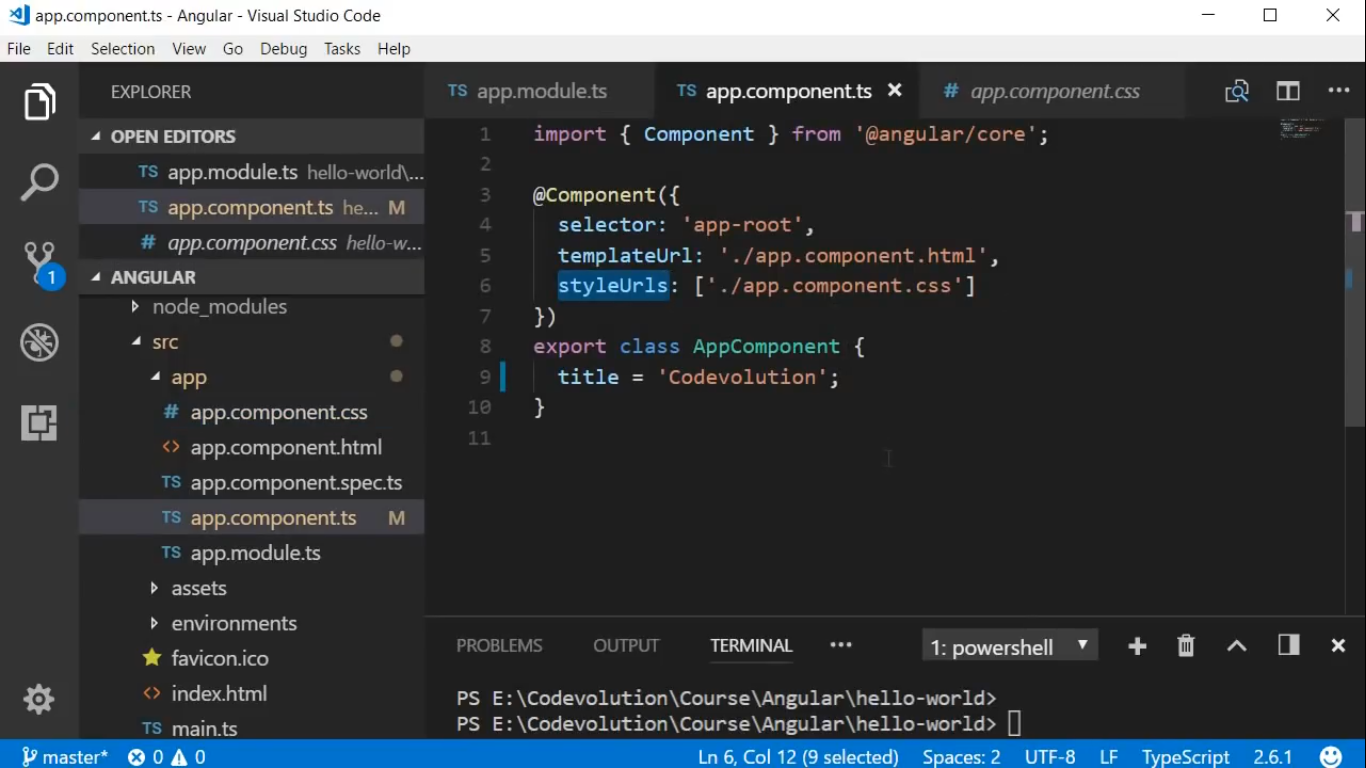 app.component.ts - Angular - Visual Studio Code
File Edit Selection View Go Debug Tasks Help
EXPLORER
OPEN EDITORS
TS app.module.ts hello-world\...
TS app.component.ts he... M
# app.component.css hello-w...
1
ANGULAR
node_modules
src
app
# app.component.css
<> app.component.html
TS app.component.spec.ts
TS app.component.ts M
TS app.module.ts
assets
environments
favicon.ico
<> index.html
TS main.ts
TS app.module.ts TS app.component.ts # app.component.css
1 import { Component } from '@angular/core';
2
3 @Component({
4 selector: 'app-root',
5 templateUrl: './app.component.html',
6 styleUrls: ['./app.component.css']
7 })
8 export class AppComponent {
9 title = 'Codevolution';
10 }
11
PROBLEMS OUTPUT TERMINAL ... 1: powershell
PS E:\Codevolution\Course\Angular\hello-world>
PS E:\Codevolution\Course\Angular\hello-world>
master* 0 0 Ln 6, Col 12 (9 selected) Spaces: 2 UTF-8 LF TypeScript 2.6.1